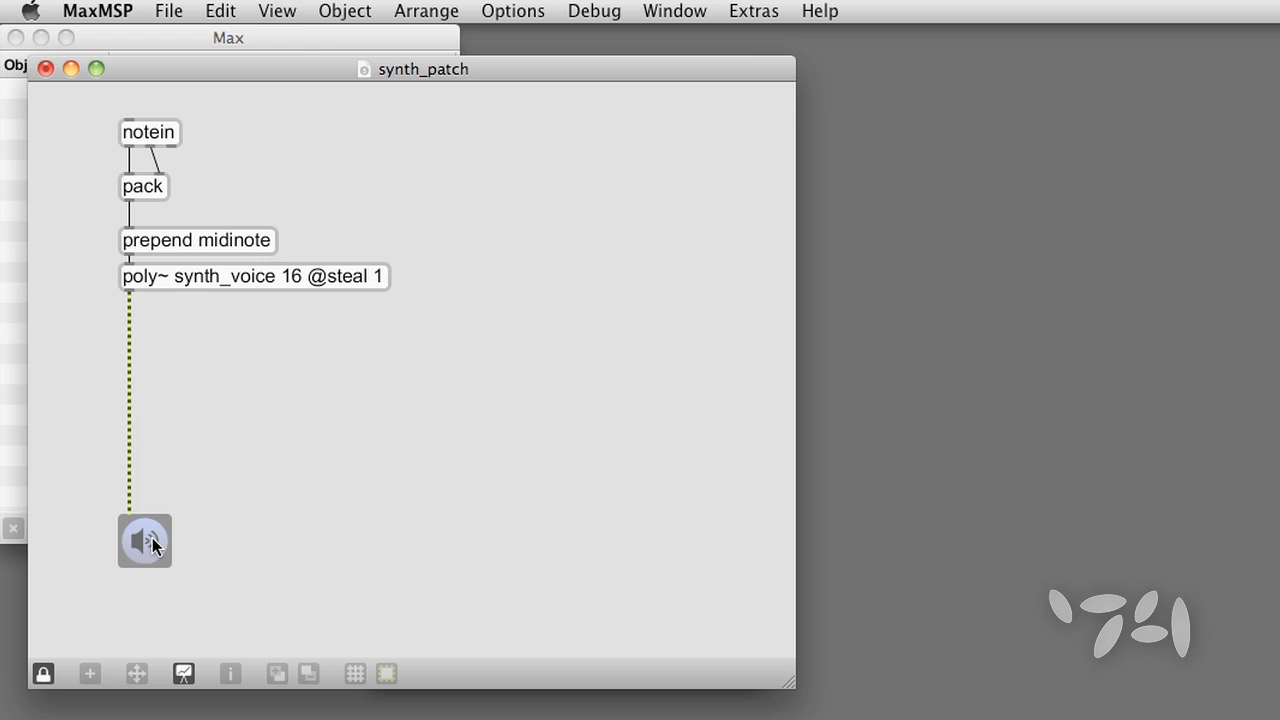 MaxMSP File Edit View Object Arrange Options Debug Window Extras Help
Max
Obj
synth_patch
notein
pack
prepend midinote
poly~ synth_voice 16 @steal 1